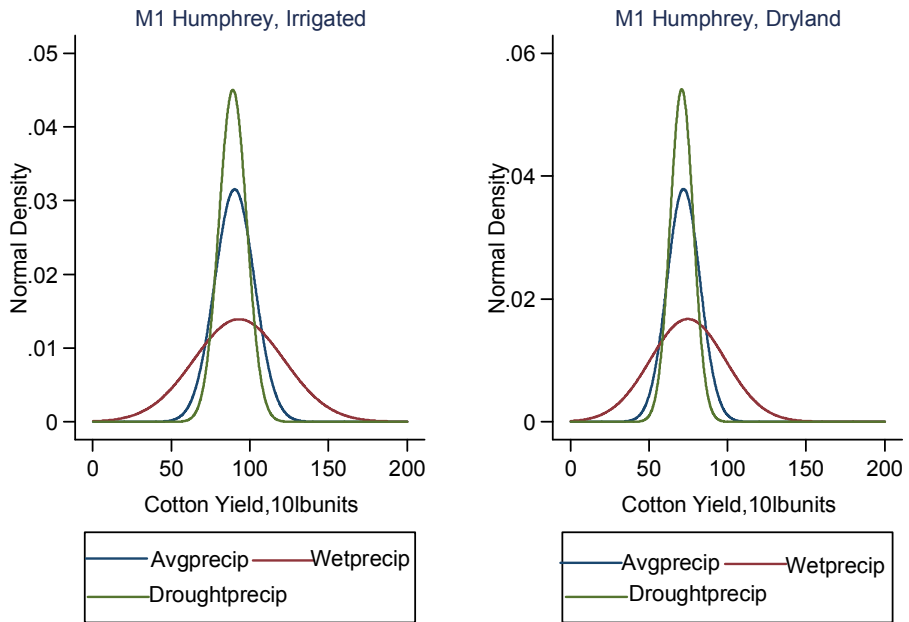 M1 Humphrey, Irrigated
.05
.04
.03
.02
.01
0
Normal Density
0 50 100 150 200
Cotton Yield,10lbunits
Avgprecip Wetprecip
Droughtprecip
M1 Humphrey, Dryland
.06
.04
.02
0
Normal Density
0 50 100 150 200
Cotton Yield,10lbunits
Avgprecip Wetprecip
Droughtprecip